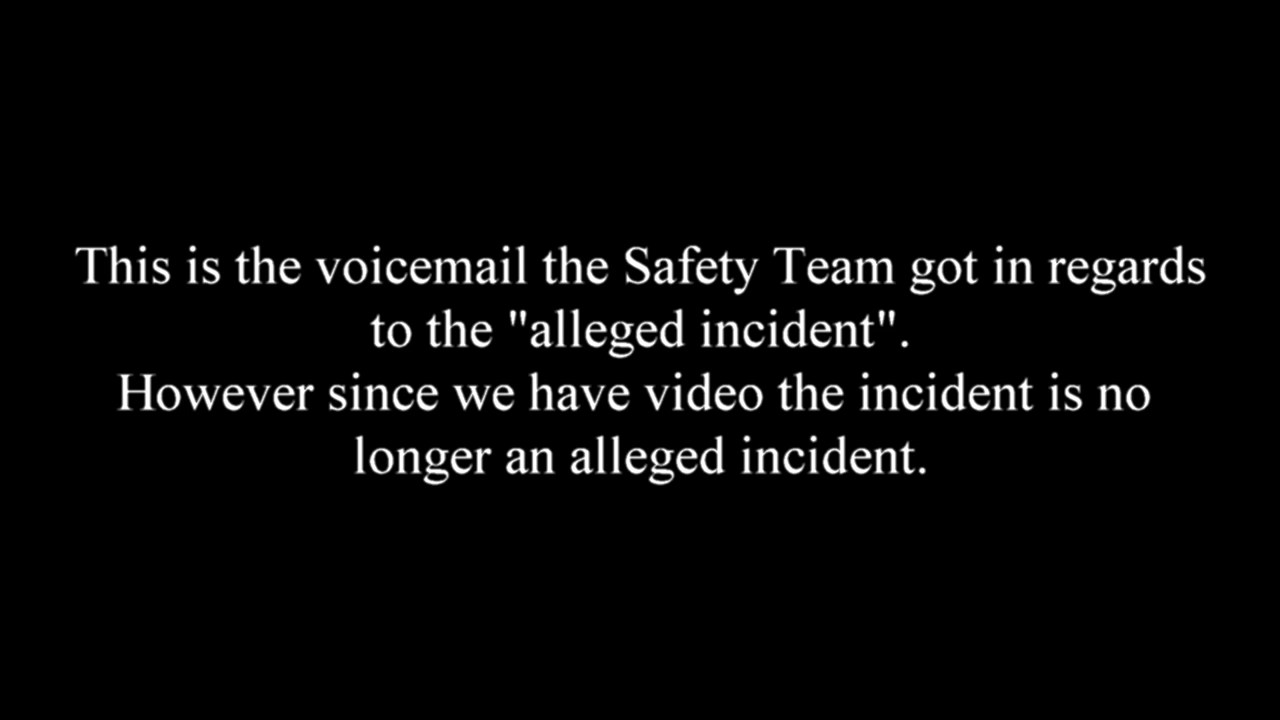 This is the voicemail the Safety Team got in regards
to the "alleged incident".
However since we have video the incident is no
longer an alleged incident.